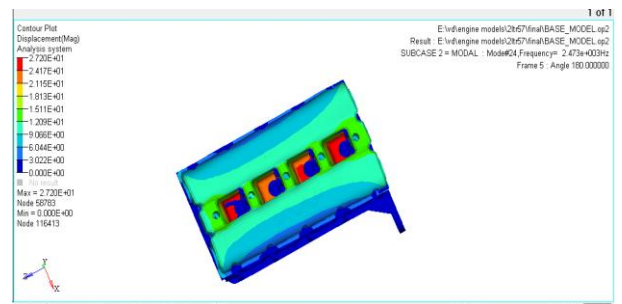 1 of 1
Contour Plot
Displacement(Mag)
Analysis system
2.720E+01
2.417E+01
2.115E+01
1.813E+01
1.511E+01
1.209E+01
9.066E+00
6.044E+00
3.022E+00
0.000E+00
No result
Max = 2.720E+01
Node 58783
Min = 0.000E+00
Node 116413
E:\vd\engine models\2ltr57\final\BASE_MODEL.op2
Result : E:\vd\engine models\2ltr57\final\BASE_MODEL.op2
SUBCASE 2 = MODAL : Mode#24,Frequency= 2.473e+003Hz
Frame 5 : Angle 180.000000
Y
Z
X